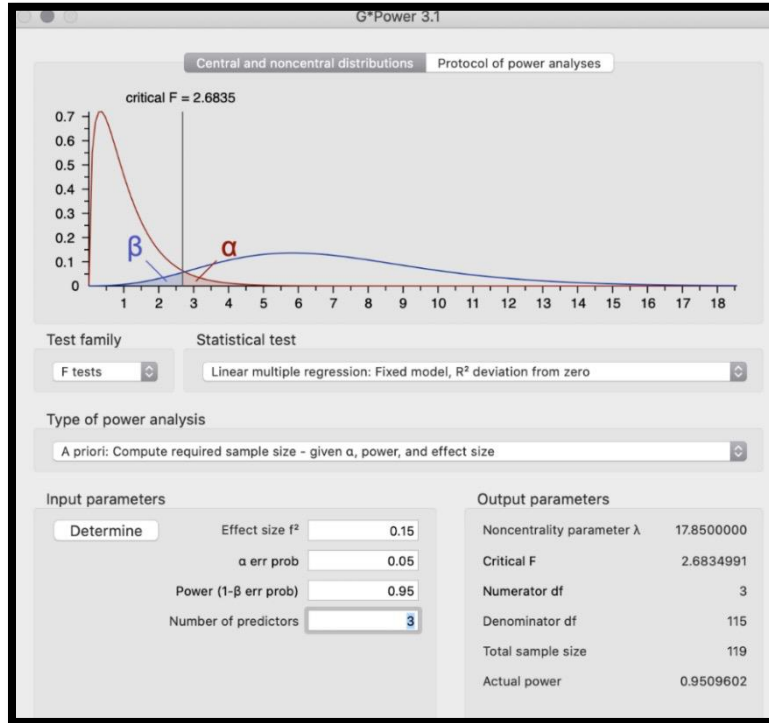 G*Power 3.1
Central and noncentral distributions Protocol of power analyses
critical F = 2.6835
0.7
0.6
0.5
0.4
0.3
0.2
0.1
0
β α
1 2 3 4 5 6 7 8 9 10 11 12 13 14 15 16 17 18
Test family Statistical test
F tests Linear multiple regression: Fixed model, R² deviation from zero
Type of power analysis
A priori: Compute required sample size - given α, power, and effect size
Input parameters Output parameters
Determine Effect size f² 0.15 Noncentrality parameter λ 17.8500000
α err prob 0.05 Critical F 2.6834991
Power (1-β err prob) 0.95 Numerator df 3
Number of predictors 3 Denominator df 115
Total sample size 119
Actual power 0.9509602